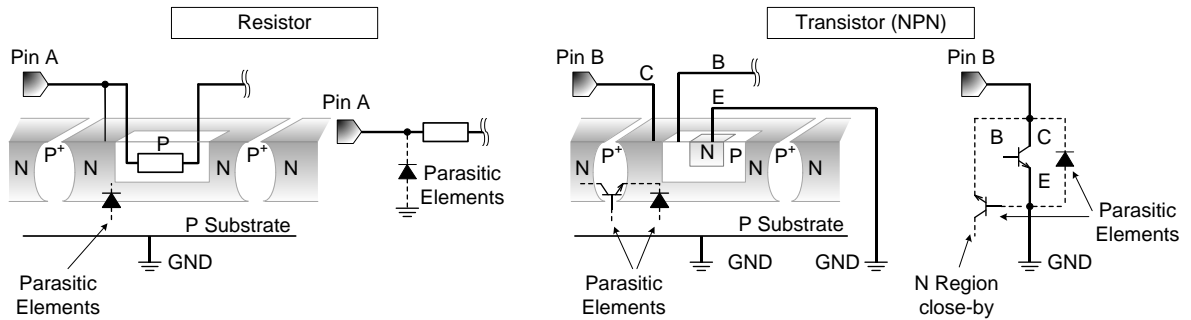 Resistor
Transistor (NPN)
Pin A
Pin A
N
P+
N
P
P+
N
N
Parasitic
Elements
P Substrate
GND
Parasitic
Elements
Pin B
C
B
E
N
P+
N
N
P
P+
N
N
P Substrate
GND
GND
Parasitic
Elements
Pin B
B
C
E
Parasitic
Elements
GND
N Region
close-by